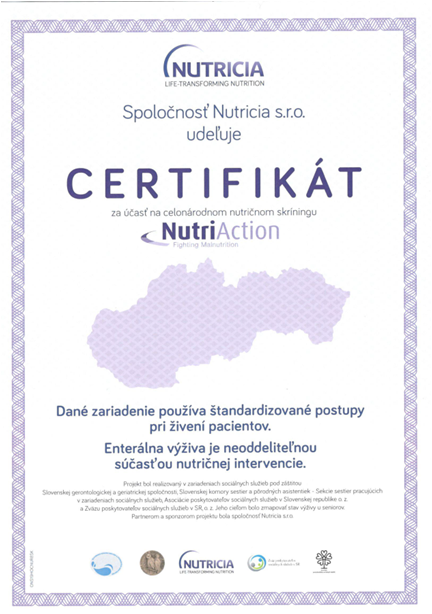 NUTRICIA
LIFE-TRANSFORMING NUTRITION
Spoločnosť Nutricia s.r.o.
udeľuje
CERTIFIKÁT
za účasť na celonárodnom nutričnom skríningu
NutriAction
Fighting Malnutrition
Dané zariadenie používa štandardizované postupy
pri živení pacientov.
Enterálna výživa je neoddeliteľnou
súčasťou nutričnej intervencie.
Projekt bol realizovaný v zariadeniach sociálnych služieb pod záštitou
Slovenskej gerontologickej a geriatrickej spoločnosti, Slovenskej komory sestier a pôrodných asistentiek - Sekcie sestier pracujúcich
v zariadeniach sociálnych služieb, Asociácie poskytovateľov sociálnych služieb v Slovenskej republike o. z.
a Zväzu poskytovateľov sociálnych služieb v SR, o. z. Jeho cieľom bolo zmapovať stav výživy u seniorov.
Partnerom a sponzorom projektu bola spoločnosť Nutricia s.r.o.
NUTRICIA
LIFE-TRANSFORMING NUTRITION